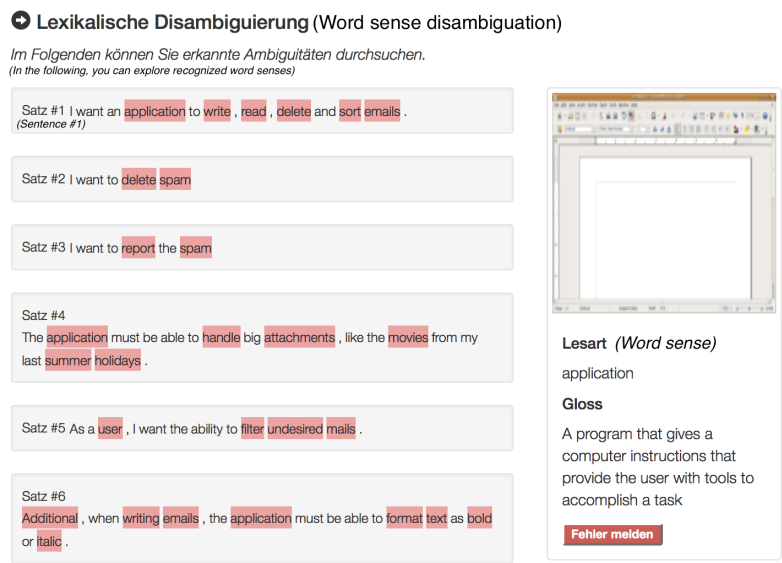 Lexikalische Disambiguierung (Word sense disambiguation)
Im Folgenden können Sie erkannte Ambiguitäten durchsuchen.
(In the following, you can explore recognized word senses)
Satz #1 I want an application to write , read , delete and sort emails .
(Sentence #1)
Satz #2 I want to delete spam
Satz #3 I want to report the spam
Satz #4
The application must be able to handle big attachments , like the movies from my
last summer holidays .
Satz #5 As a user , I want the ability to filter undesired mails .
Satz #6
Additional , when writing emails , the application must be able to format text as bold
or italic .
Lesart (Word sense)
application
Gloss
A program that gives a
computer instructions that
provide the user with tools to
accomplish a task
Fehler melden